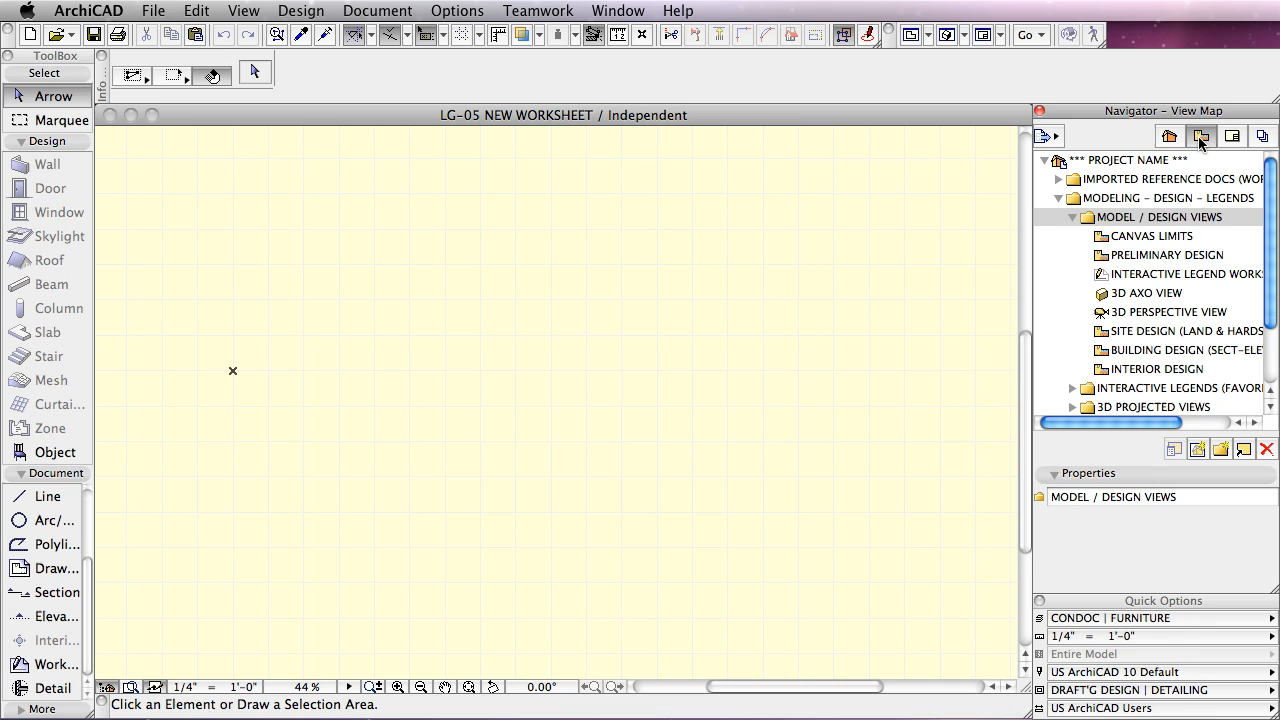 ArchiCAD File Edit View Design Document Options Teamwork Window Help
Go
ToolBox
Select
Arrow
Marquee
Design
Wall
Door
Window
Skylight
Roof
Beam
Column
Slab
Stair
Mesh
Curtai...
Zone
Object
Document
Line
Arc/...
Polyli...
Draw...
Section
Eleva...
Interi...
Work...
Detail
More
Info ...
LG-05 NEW WORKSHEET / Independent
1/4" = 1'-0" 44 % 0.00°
Click an Element or Draw a Selection Area.
Navigator - View Map
*** PROJECT NAME ***
IMPORTED REFERENCE DOCS (WOR
MODELING - DESIGN - LEGENDS
MODEL / DESIGN VIEWS
CANVAS LIMITS
PRELIMINARY DESIGN
INTERACTIVE LEGEND WORKS
3D AXO VIEW
3D PERSPECTIVE VIEW
SITE DESIGN (LAND & HARDS
BUILDING DESIGN (SECT-ELE
INTERIOR DESIGN
INTERACTIVE LEGENDS (FAVORI
3D PROJECTED VIEWS
Properties
MODEL / DESIGN VIEWS
Quick Options
CONDOC | FURNITURE
1/4" = 1'-0"
Entire Model
US ArchiCAD 10 Default
DRAFT'G DESIGN | DETAILING
US ArchiCAD Users